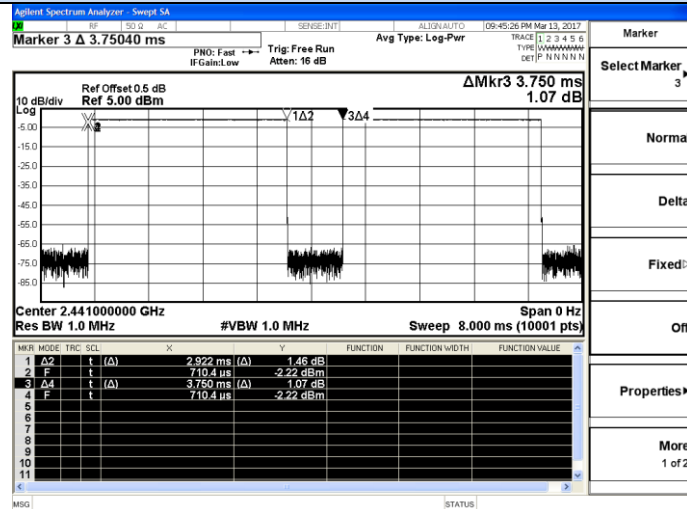 Agilent Spectrum Analyzer - Swept SA
LXI RF 50 Ω AC SENSE:INT ALIGNAUTO 09:45:26 PM Mar 13, 2017
Marker 3 Δ 3.75040 ms
PNO: Fast
IFGain:Low
Trig: Free Run
Atten: 16 dB
Avg Type: Log-Pwr
TRACE 1 2 3 4 5 6
TYPE WWWWWW
DET P N N N N N
Ref Offset 0.5 dB
10 dB/div Ref 5.00 dBm
ΔMkr3 3.750 ms
1.07 dB
Log
1Δ2 3Δ4
-5.00
-15.0
-25.0
-35.0
-45.0
-55.0
-65.0
-75.0
-85.0
Center 2.441000000 GHz Span 0 Hz
Res BW 1.0 MHz #VBW 1.0 MHz Sweep 8.000 ms (10001 pts)
MKR MODE TRC SCL X Y FUNCTION FUNCTION WIDTH FUNCTION VALUE
1 Δ2 t (Δ) 2.922 ms (Δ) 1.46 dB
2 F t 710.4 µs -2.22 dBm
3 Δ4 t (Δ) 3.750 ms (Δ) 1.07 dB
4 F t 710.4 µs -2.22 dBm
5
6
7
8
9
10
11
MSG STATUS
Marker
Select Marker
3
Norma
Delta
Fixed
Off
Properties
More
1 of 2